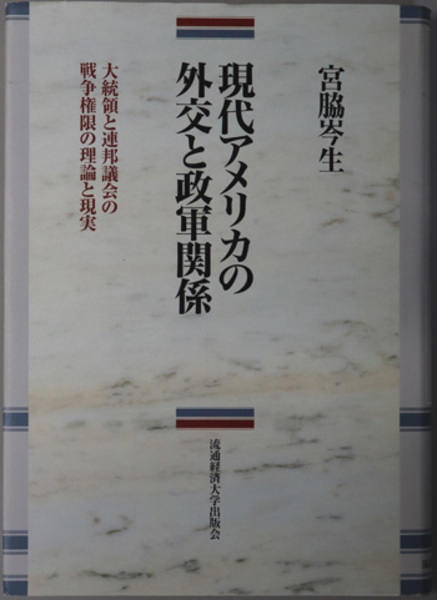 宮脇岑生
現代アメリカの
外交と政軍関係
大統領と連邦議会の
戦争権限の理論と現実
流通経済大学出版会